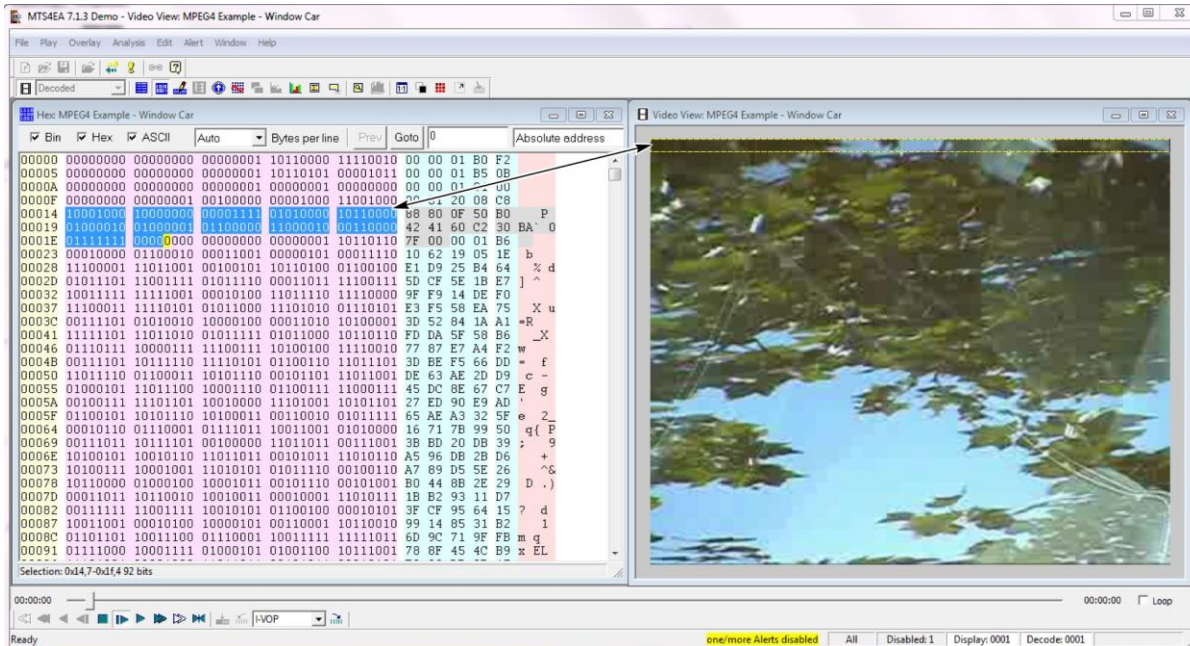 MTS4EA 7.1.3 Demo - Video View: MPEG4 Example - Window Car
File Play Overlay Analysis Edit Alert Window Help
Decoded
Hex: MPEG4 Example - Window Car
Video View: MPEG4 Example - Window Car
Bin Hex ASCII Auto Bytes per line Prev Goto 0 Absolute address
00000 00000000 00000000 00000001 10110000 11110010 00 00 01 B0 F2
00005 00000000 00000000 00000001 10110101 00001011 00 00 01 B5 0B
0000A 00000000 00000000 00000001 00000001 00000000 00 00 01 01 00
0000F 00000000 00000001 00100000 00001000 11001000 00 01 20 08 C8
00014 10001000 10000000 00001111 01010000 10110000 88 80 0F 50 B0 P
00019 01000010 01000001 01100000 11000010 00110000 42 41 60 C2 30 BA` 0
0001E 01111111 00000000 00000000 00000001 10110110 7F 00 00 01 B6
00023 00010000 01100010 00011001 00000101 00011110 10 62 19 05 1E b
00028 11100001 11011001 00100101 10110100 01100100 E1 D9 25 B4 64 % d
0002D 01011101 11001111 01011110 00011011 11100111 5D CF 5E 1B E7 ] ^
00032 10011111 11111001 00010100 11011110 11110000 9F F9 14 DE F0
00037 11100011 11110101 01011000 11101010 01110101 E3 F5 58 EA 75 X u
0003C 00111101 01010010 10000100 00011010 10100001 3D 52 84 1A A1 =R
00041 11111101 11011010 01011111 01011000 10110110 FD DA 5F 58 B6 _X
00046 01110111 10000111 11100111 10100100 11110010 77 87 E7 A4 F2 w
0004B 00111101 10111110 11110101 01100110 11011101 3D BE F5 66 DD = f
00050 11011110 01100011 10101110 00101101 11011001 DE 63 AE 2D D9 c -
00055 01000101 11011100 10001110 01100111 11000111 45 DC 8E 67 C7 E g
0005A 00100111 11101101 10010000 11101001 10101101 27 ED 90 E9 AD '
0005F 01100101 10101110 10100011 00110010 01011111 65 AE A3 32 5F e 2_
00064 00010110 01110001 01111011 10011001 01010000 16 71 7B 99 50 q{ P
00069 00111011 10111101 00100000 11011011 00111001 3B BD 20 DB 39 ; 9
0006E 10100101 10010110 11011011 00101011 11010110 A5 96 DB 2B D6 +
00073 10100111 10001001 11010101 01011110 00100110 A7 89 D5 5E 26 ^&
00078 10110000 01000100 10001011 00101110 00101001 B0 44 8B 2E 29 D .)
0007D 00011011 10110010 10010011 00010001 11010111 1B B2 93 11 D7
00082 00111111 11001111 10010101 01100100 00010101 3F CF 95 64 15 ? d
00087 10011001 00010100 10000101 00110001 10110010 99 14 85 31 B2 1
0008C 01101101 10011100 01110001 10011111 11111011 6D 9C 71 9F FB m q
00091 01111000 10001111 01000101 01001100 10111001 78 8F 45 4C B9 x EL
Selection: 0x14,7-0x1f,4 92 bits
00:00:00
00:00:00 Loop
I-VOP
Ready
one/more Alerts disabled All Disabled: 1 Display: 0001 Decode: 0001